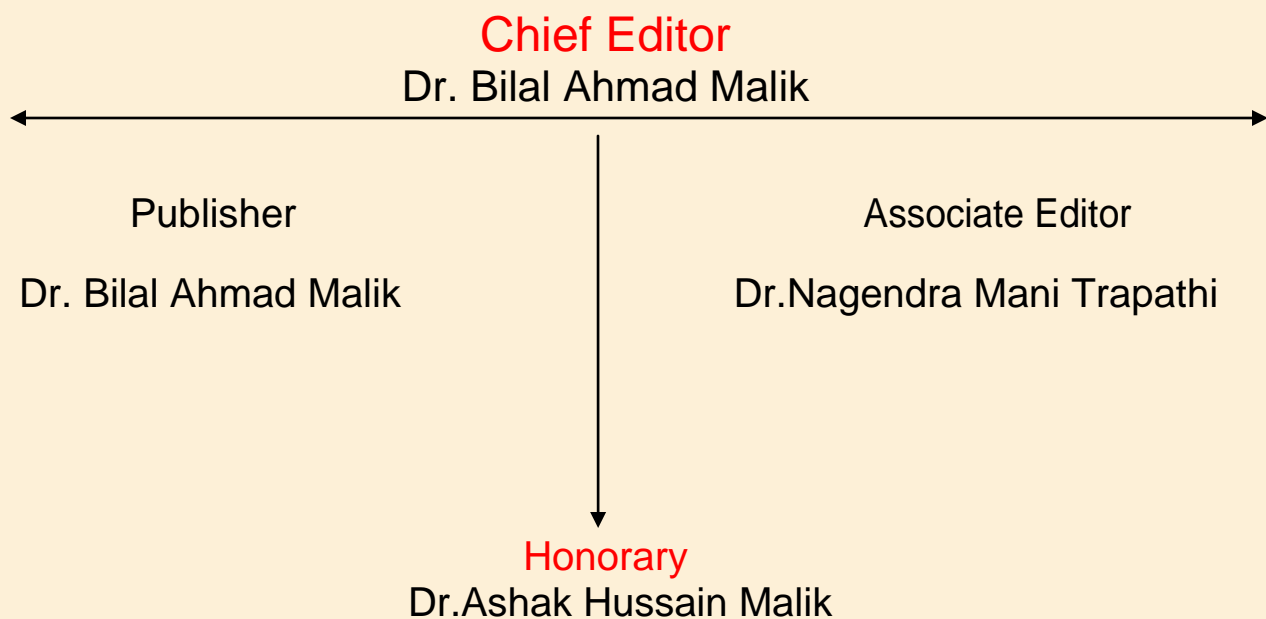 Chief Editor
Dr. Bilal Ahmad Malik
Publisher
Associate Editor
Dr. Bilal Ahmad Malik
Dr.Nagendra Mani Trapathi
Honorary
Dr.Ashak Hussain Malik